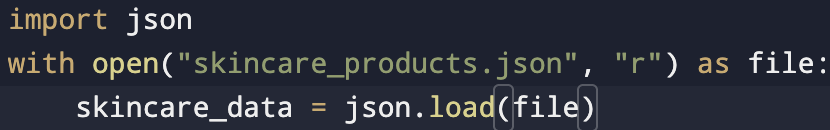 import json
with open("skincare_products.json", "r") as file:
    skincare_data = json.load(file)